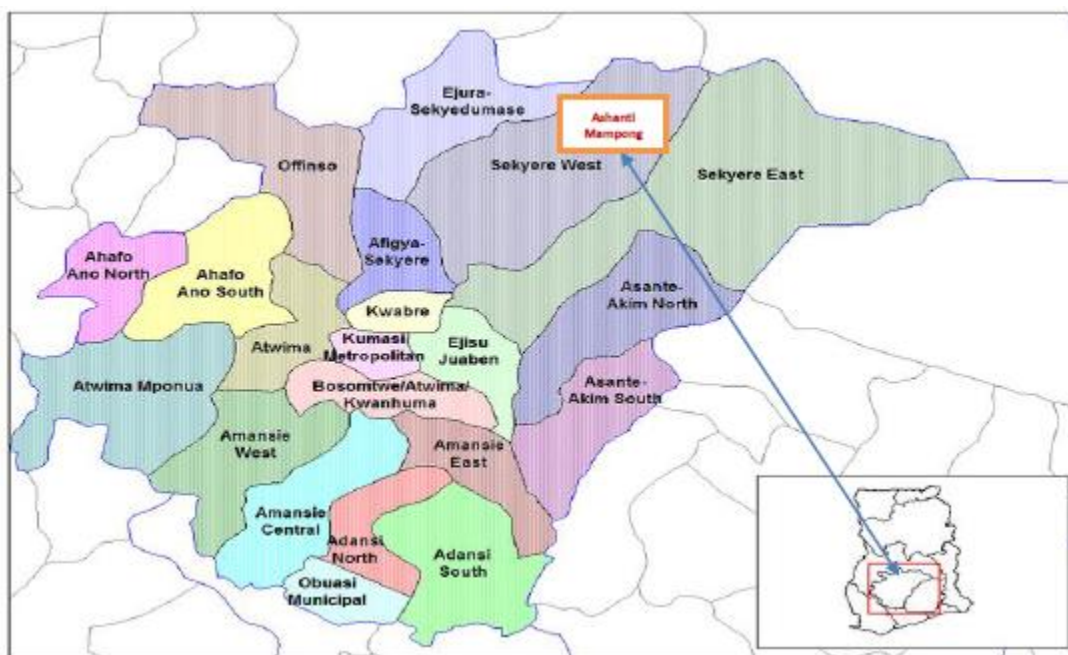 Ejura-
Sekyedumase
Ashanti
Mampong
Offinso
Sekyere West
Sekyere East
Ahafo
Ano North
Ahafo
Ano South
Afigya-
Sekyere
Asante-
Akim North
Kwabre
Atwima
Kumasi
Metropolitan
Ejisu
Juaben
Atwima Mponua
Bosomtwe/Atwima/
Kwanhuma
Asante-
Akim South
Amansie
West
Amansie
East
Amansie
Central
Adansi
North
Adansi
South
Obuasi
Municipal